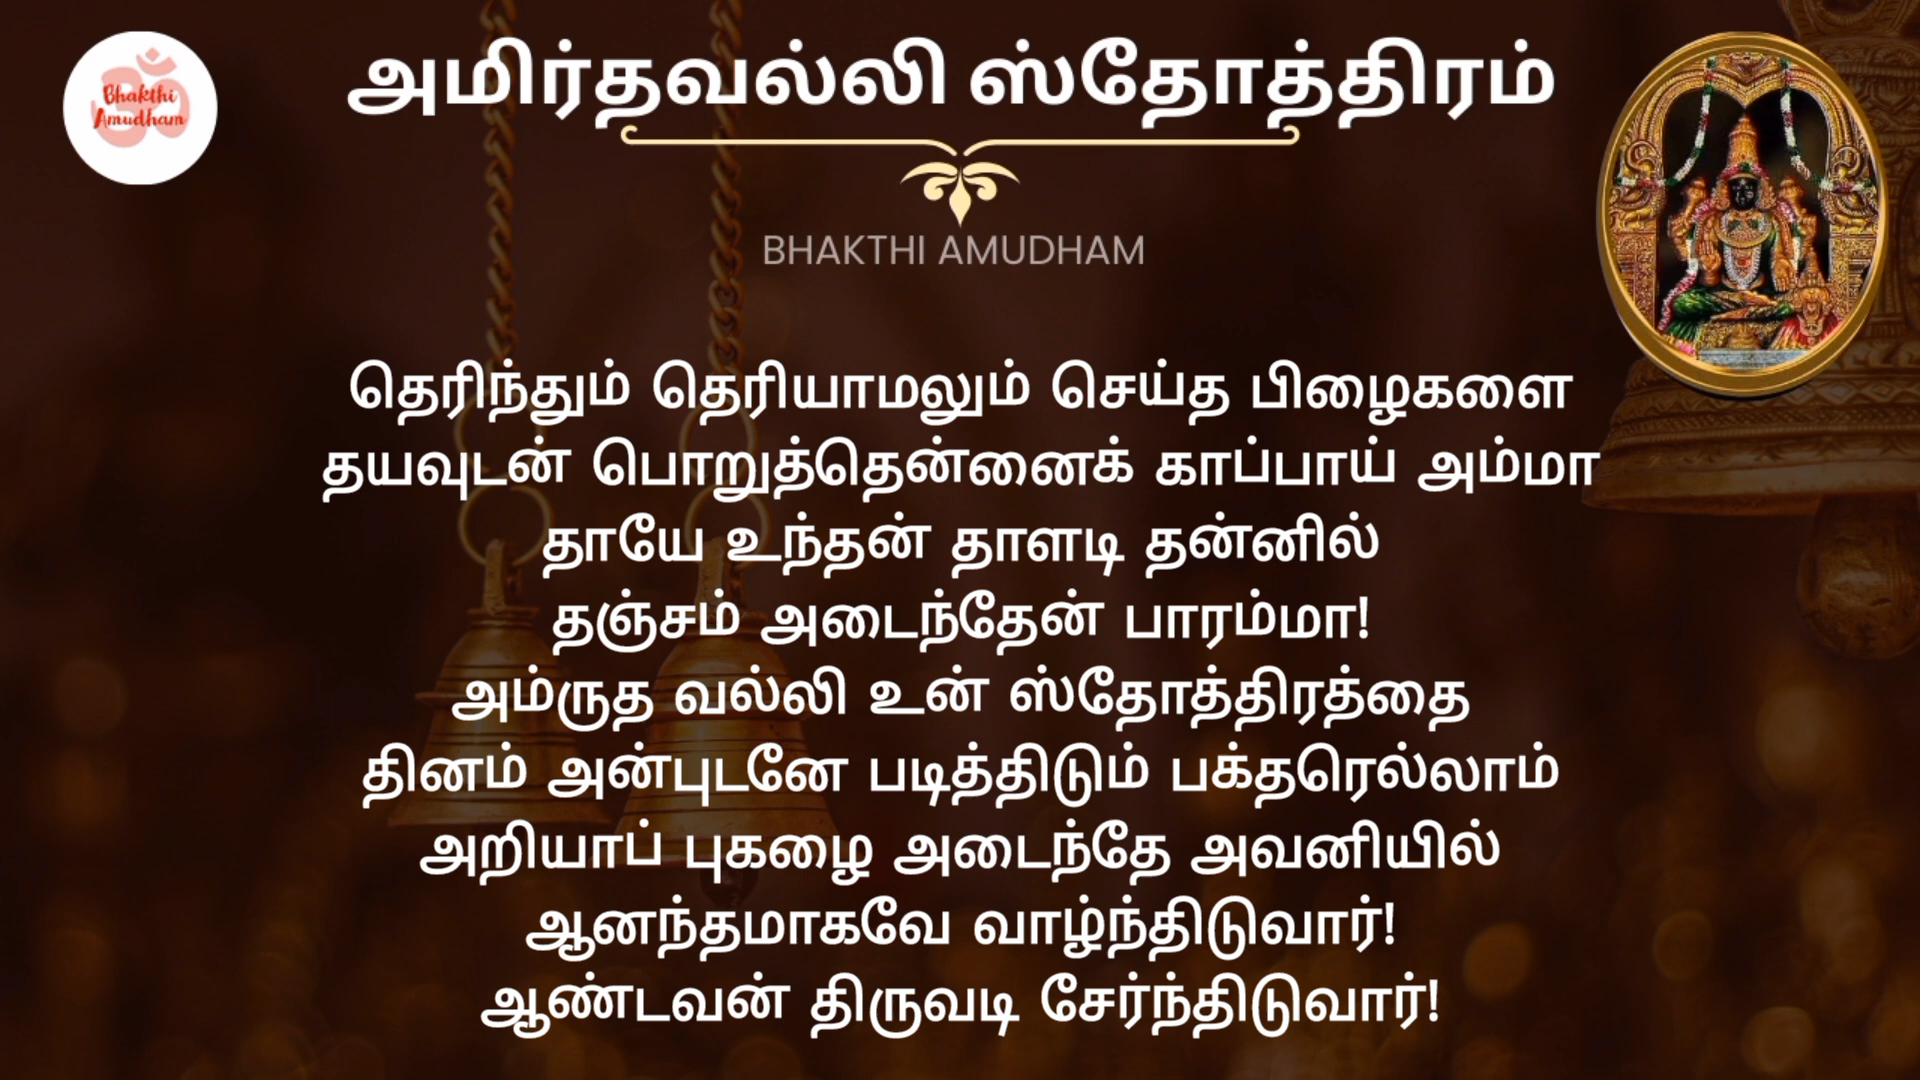 Bhakthi
Amudham
அமிர்தவல்லி ஸ்தோத்திரம்
BHAKTHI AMUDHAM
தெரிந்தும் தெரியாமலும் செய்த பிழைகளை
தயவுடன் பொறுத்தென்னைக் காப்பாய் அம்மா
தாயே உந்தன் தாளடி தன்னில்
தஞ்சம் அடைந்தேன் பாரம்மா!
அம்ருத வல்லி உன் ஸ்தோத்திரத்தை
தினம் அன்புடனே படித்திடும் பக்தரெல்லாம்
அறியாப் புகழை அடைந்தே அவனியில்
ஆனந்தமாகவே வாழ்ந்திடுவார்!
ஆண்டவன் திருவடி சேர்ந்திடுவார்!